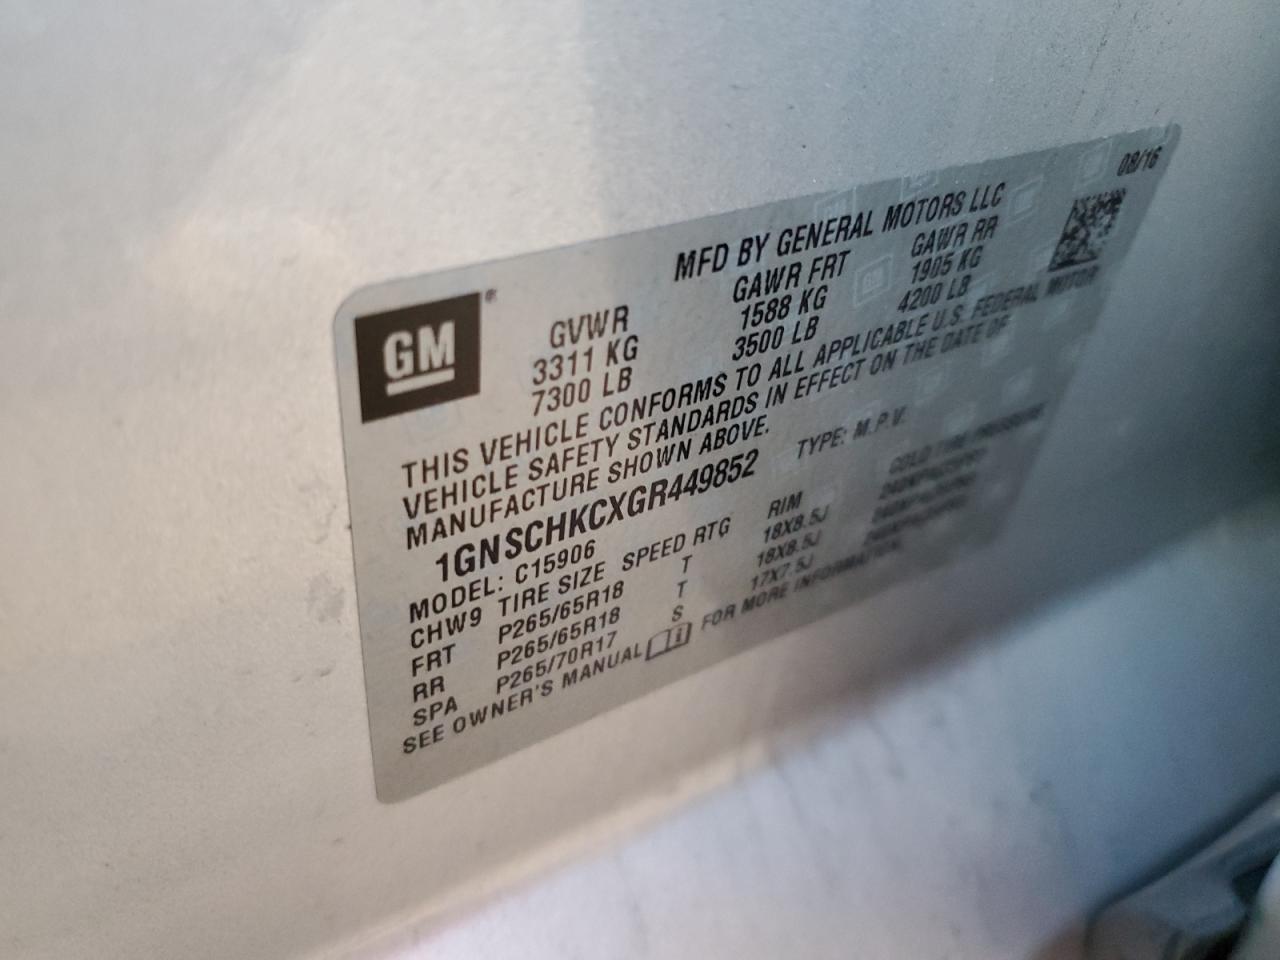 08/16
MFD BY GENERAL MOTORS LLC
GM
GVWR GAWR FRT GAWR RR
3311 KG 1588 KG 1905 KG
7300 LB 3500 LB 4200 LB
THIS VEHICLE CONFORMS TO ALL APPLICABLE U.S. FEDERAL MOTOR
VEHICLE SAFETY STANDARDS IN EFFECT ON THE DATE OF
MANUFACTURE SHOWN ABOVE.
1GNSCHKCXGR449852 TYPE: M.P.V.
MODEL: C15906
CHW9 TIRE SIZE SPEED RTG RIM COLD TIRE PRESSURE
FRT P265/65R18 T 18X8.5J
RR P265/65R18 T 18X8.5J
SPA P265/70R17 S 17X7.5J
SEE OWNER'S MANUAL FOR MORE INFORMATION.